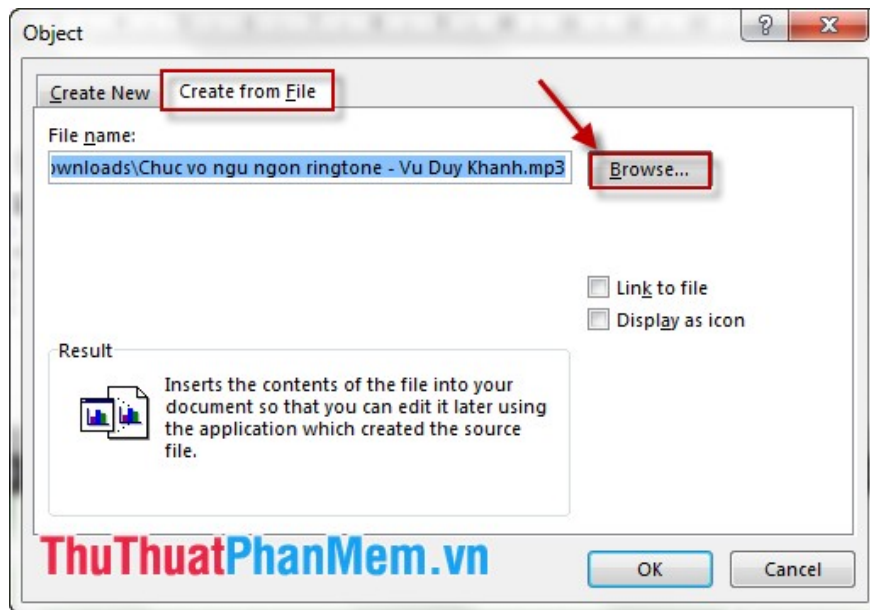 Object
Create New
Create from File
File name:
ownloads\Chuc vo ngu ngon ringtone - Vu Duy Khanh.mp3
Browse...
Link to file
Display as icon
Result
Inserts the contents of the file into your
document so that you can edit it later using
the application which created the source
file.
ThuThuatPhanMem.vn
OK
Cancel